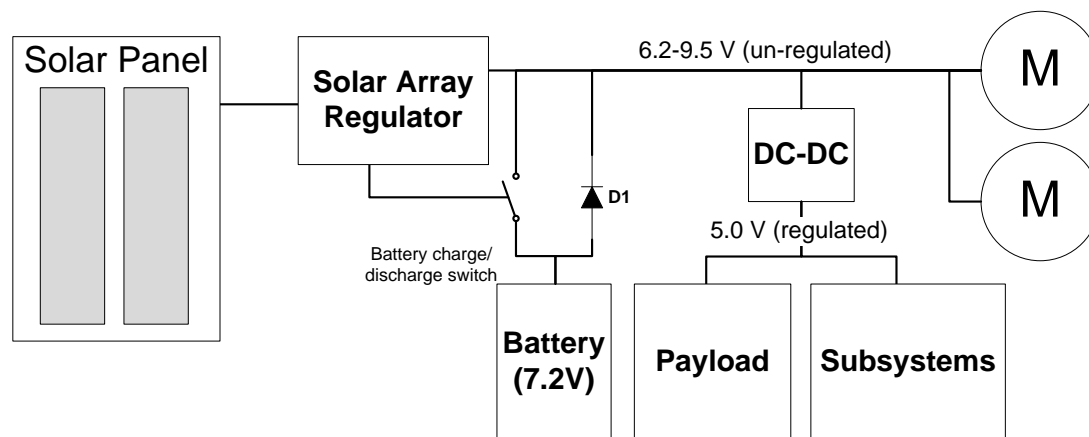 Solar Panel
Solar Array
Regulator
6.2-9.5 V (un-regulated)
M
DC-DC
D1
M
5.0 V (regulated)
Battery charge/
discharge switch
Battery
(7.2V)
Payload
Subsystems